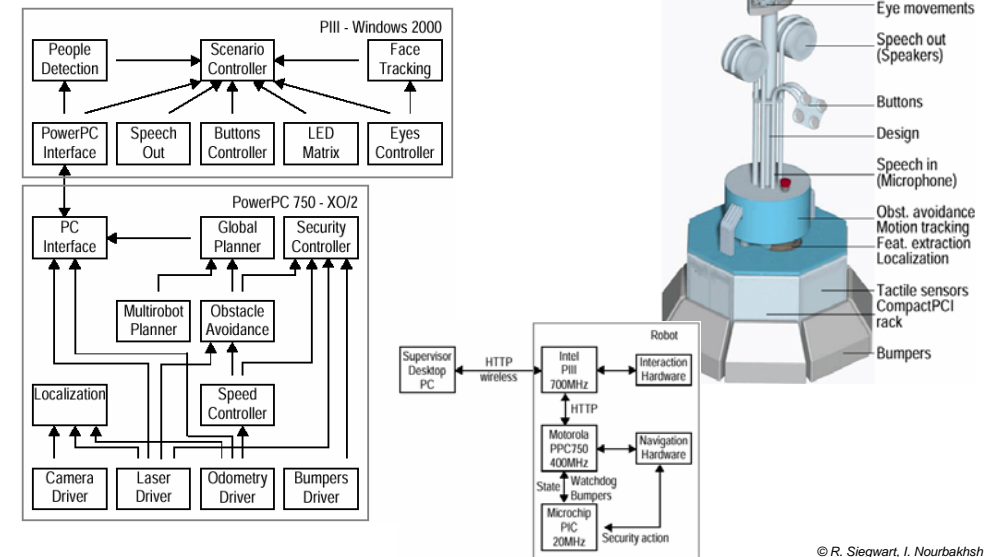 PIII - Windows 2000
People
Detection
Scenario
Controller
Face
Tracking
PowerPC
Interface
Speech
Out
Buttons
Controller
LED
Matrix
Eyes
Controller
PowerPC 750 - XO/2
PC
Interface
Global
Planner
Security
Controller
Multirobot
Planner
Obstacle
Avoidance
Localization
Speed
Controller
Camera
Driver
Laser
Driver
Odometry
Driver
Bumpers
Driver
Eye movements
Speech out
(Speakers)
Buttons
Design
Speech in
(Microphone)
Obst. avoidance
Motion tracking
Feat. extraction
Localization
Tactile sensors
CompactPCI
rack
Bumpers
Robot
Supervisor
Desktop
PC
HTTP
wireless
Intel
PIII
700MHz
Interaction
Hardware
HTTP
Motorola
PPC750
400MHz
Navigation
Hardware
State
Watchdog
Bumpers
Microchip
PIC
20MHz
Security action
© R. Siegwart, I. Nourbakhsh